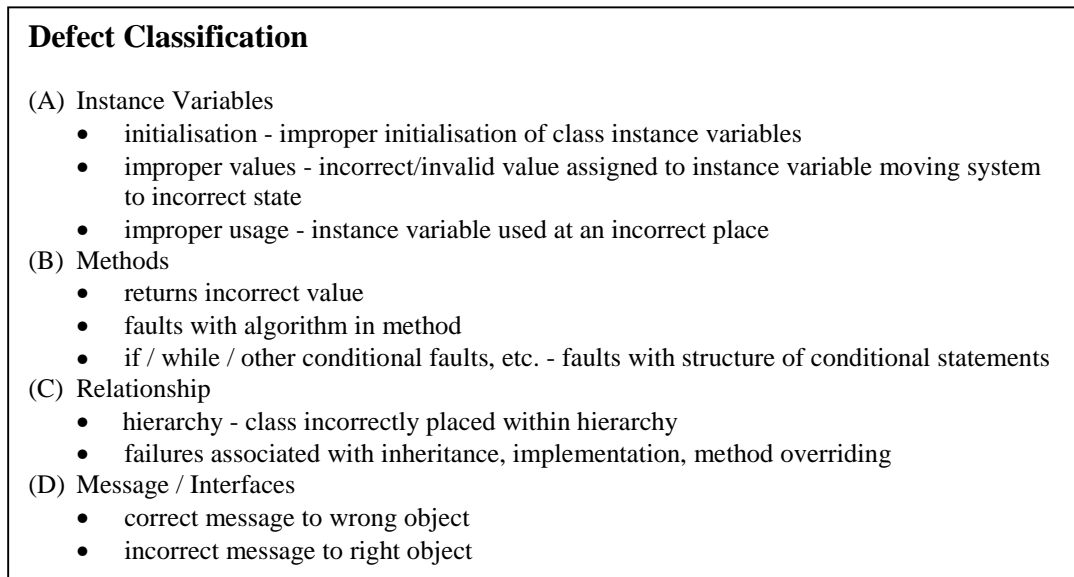 Defect Classification
(A) Instance Variables
• initialisation - improper initialisation of class instance variables
• improper values - incorrect/invalid value assigned to instance variable moving system
to incorrect state
• improper usage - instance variable used at an incorrect place
(B) Methods
• returns incorrect value
• faults with algorithm in method
• if / while / other conditional faults, etc. - faults with structure of conditional statements
(C) Relationship
• hierarchy - class incorrectly placed within hierarchy
• failures associated with inheritance, implementation, method overriding
(D) Message / Interfaces
• correct message to wrong object
• incorrect message to right object